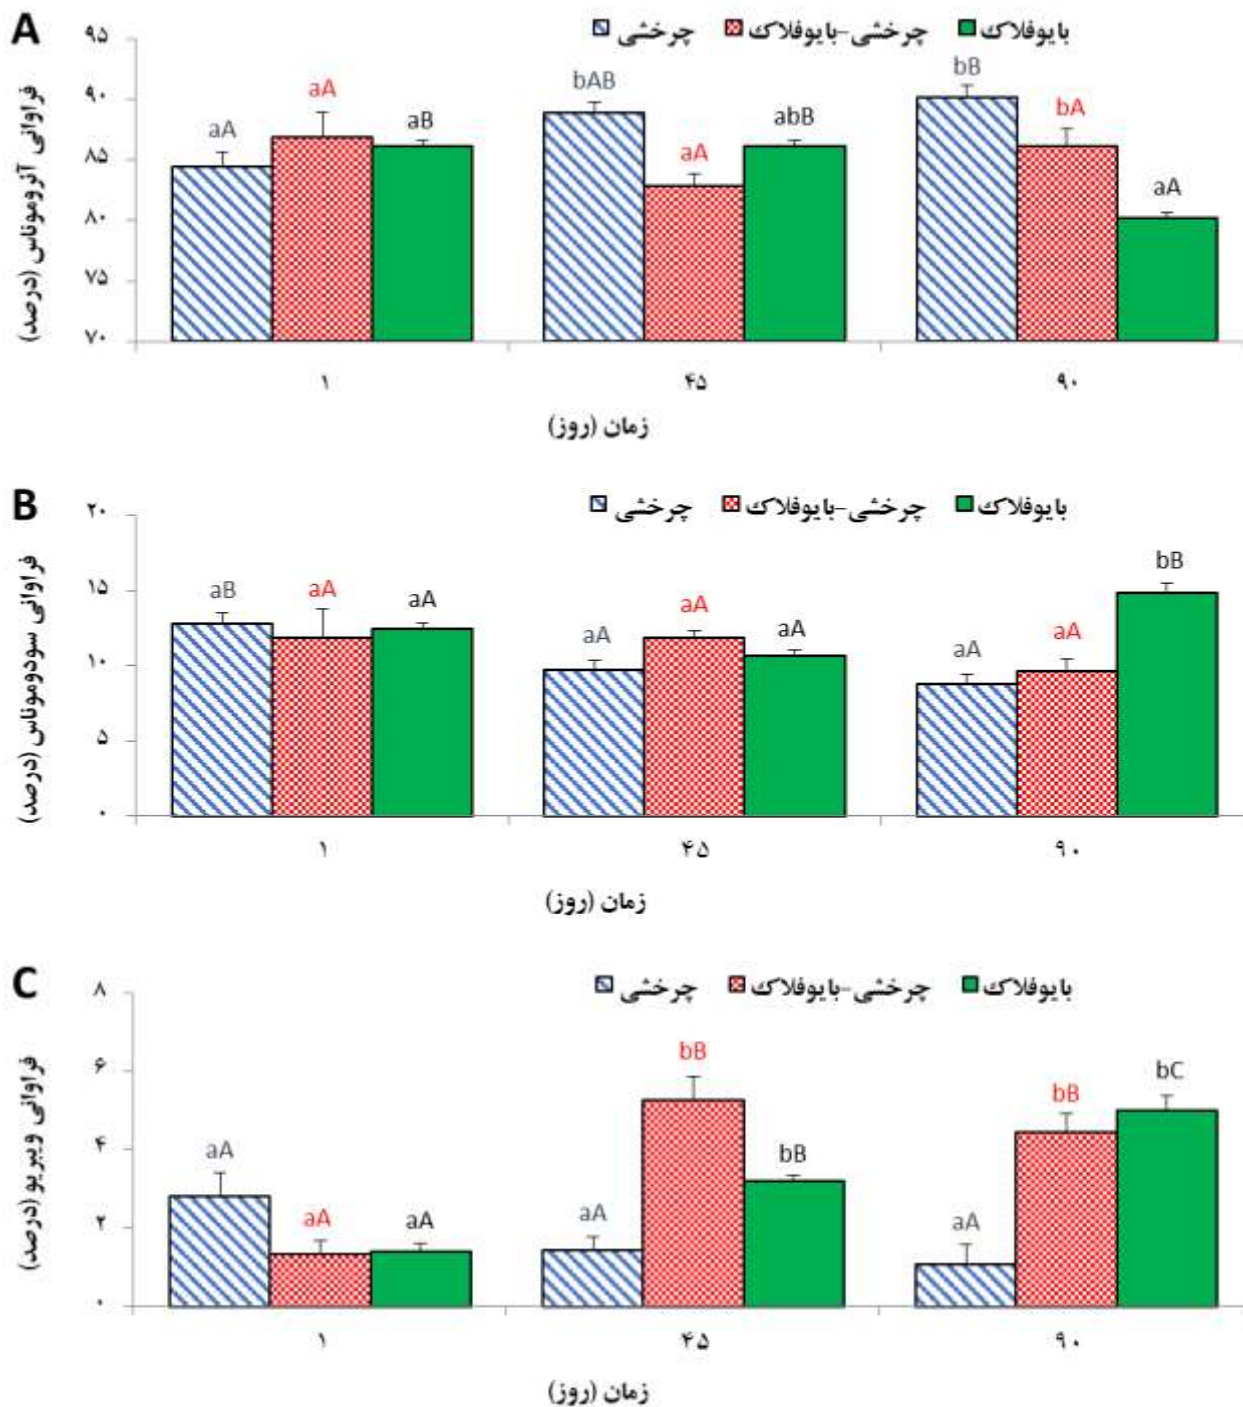 A
چرخشی چرخشی-بایوفلاک بایوفلاک
فراوانی آئروموناس (درصد)
۹۵
۹۰
۸۵
۸۰
۷۵
۷۰
aA aA aB
bAB aA abB
bB bA aA
۱ ۴۵ ۹۰
زمان (روز)
B
چرخشی چرخشی-بایوفلاک بایوفلاک
فراوانی سودوموناس (درصد)
۲۰
۱۵
۱۰
۵
۰
aB aA aA
aA aA aA
aA aA bB
۱ ۴۵ ۹۰
زمان (روز)
C
چرخشی چرخشی-بایوفلاک بایوفلاک
فراوانی ویبریو (درصد)
۸
۶
۴
۲
۰
aA aA aA
aA bB bB
aA bB bC
۱ ۴۵ ۹۰
زمان (روز)